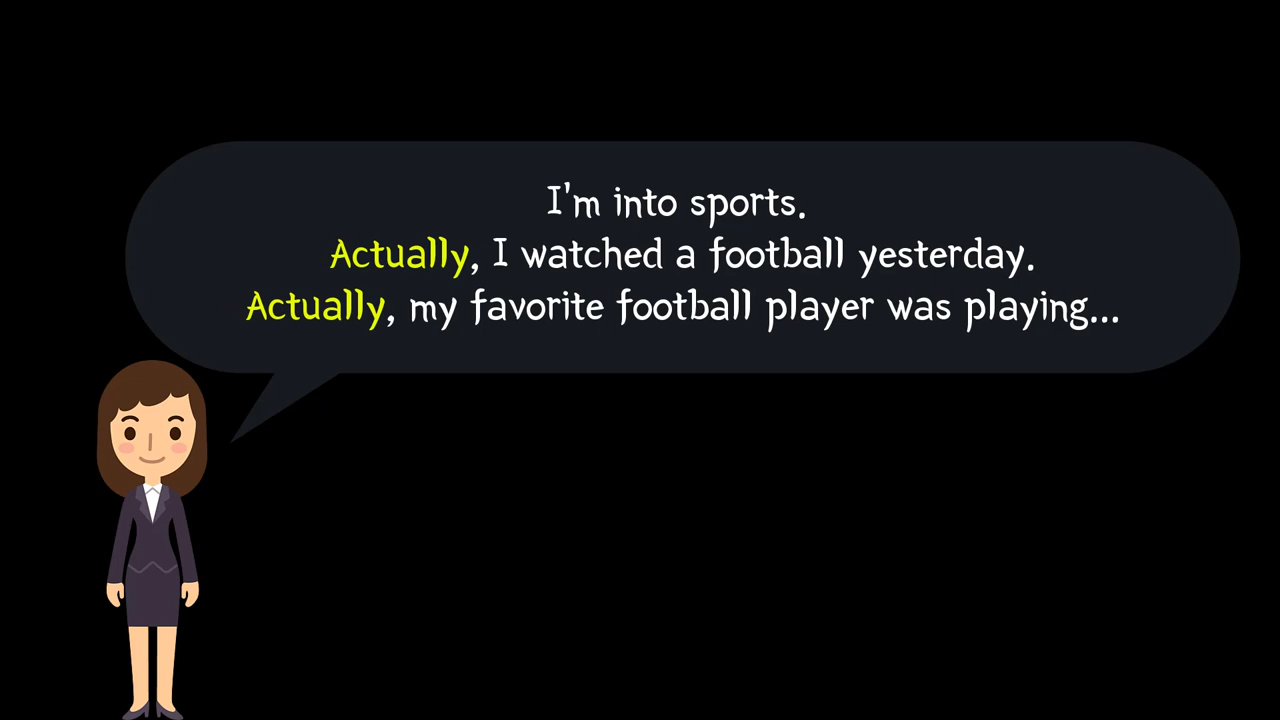 I'm into sports.
Actually, I watched a football yesterday.
Actually, my favorite football player was playing...